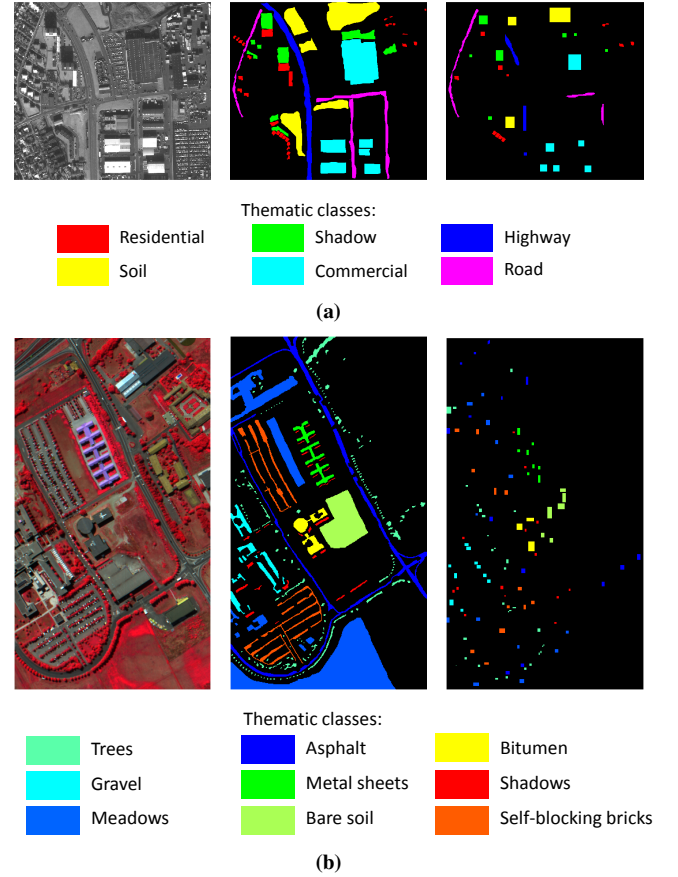 Thematic classes:
Residential Shadow Highway
Soil Commercial Road
(a)
Thematic classes:
Trees Asphalt Bitumen
Gravel Metal sheets Shadows
Meadows Bare soil Self-blocking bricks
(b)